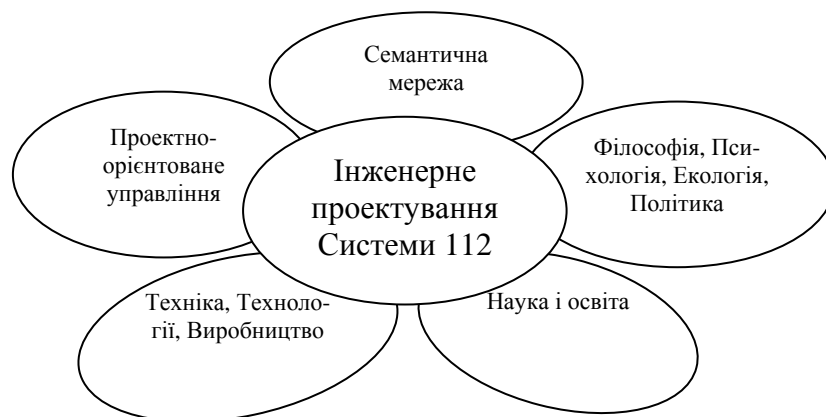 Семантична
мережа
Проектно-
орієнтоване
управління
Інженерне
проектування
Системи 112
Філософія, Пси-
хологія, Екологія,
Політика
Техніка, Техноло-
гії, Виробництво
Наука і освіта